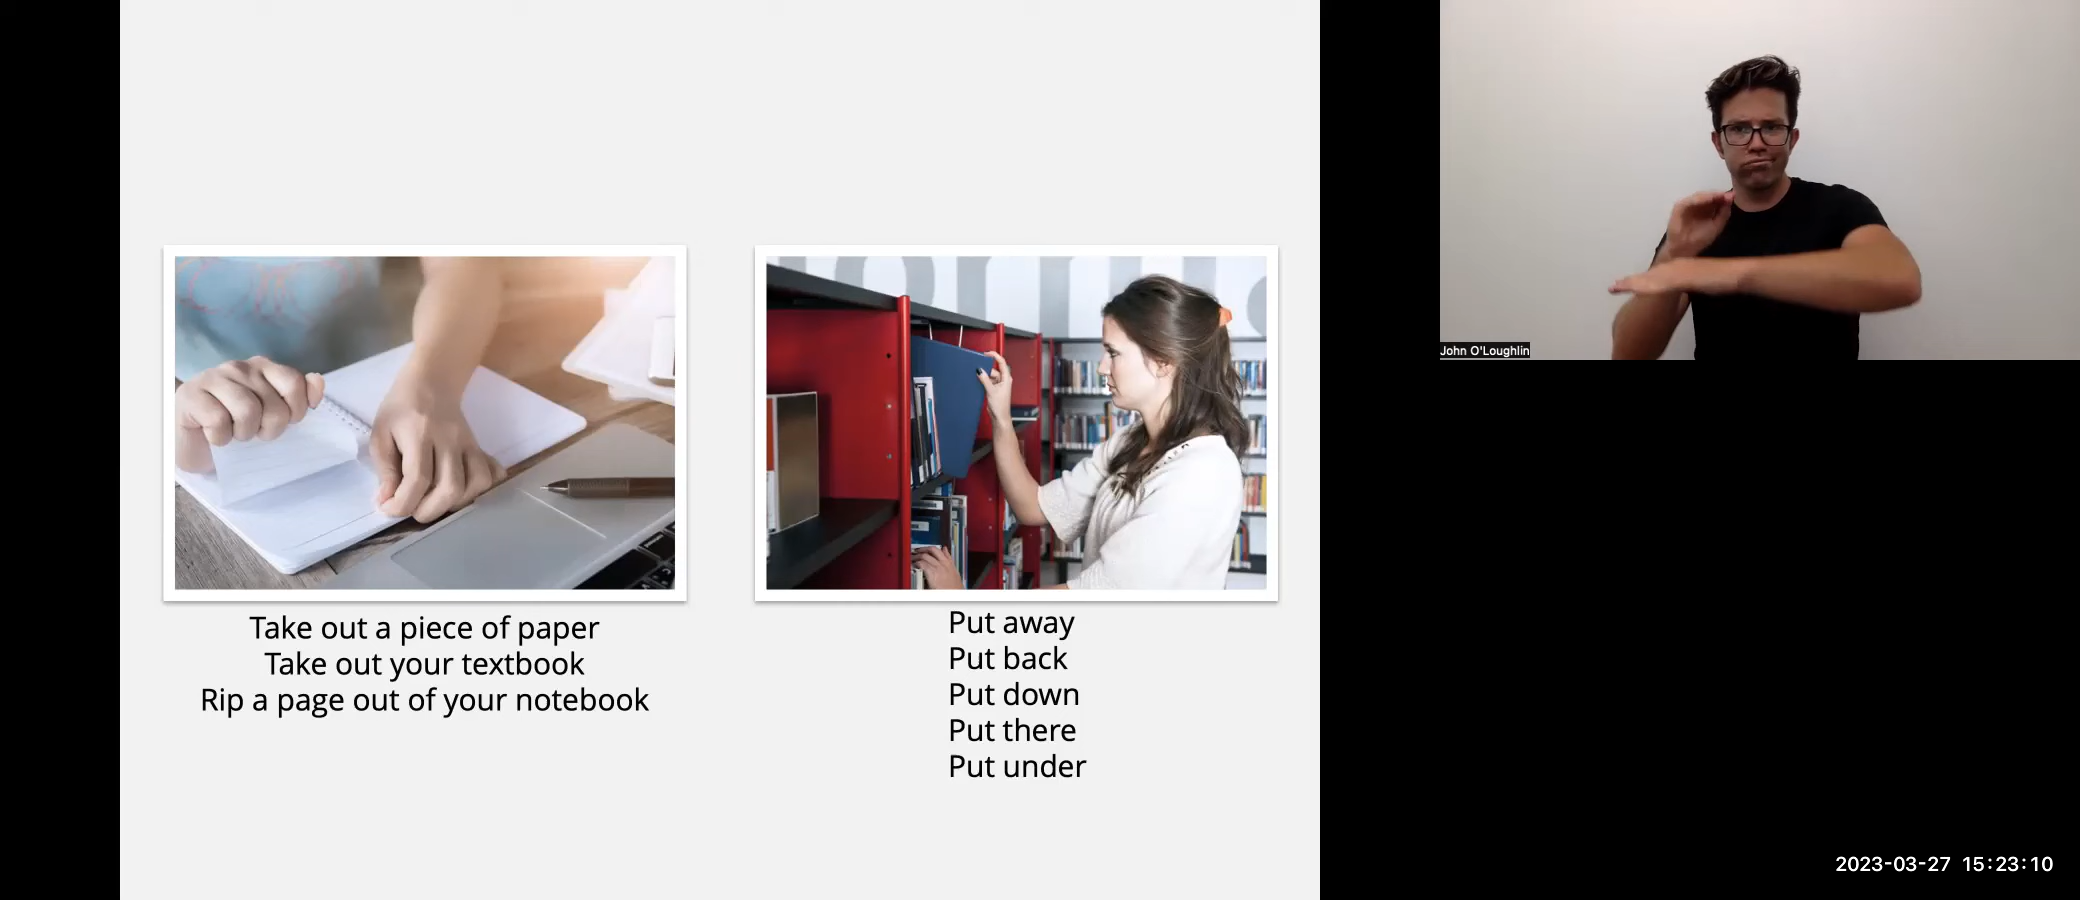 Take out a piece of paper
Take out your textbook
Rip a page out of your notebook
Put away
Put back
Put down
Put there
Put under
John O'Loughlin
2023-03-27 15:23:10